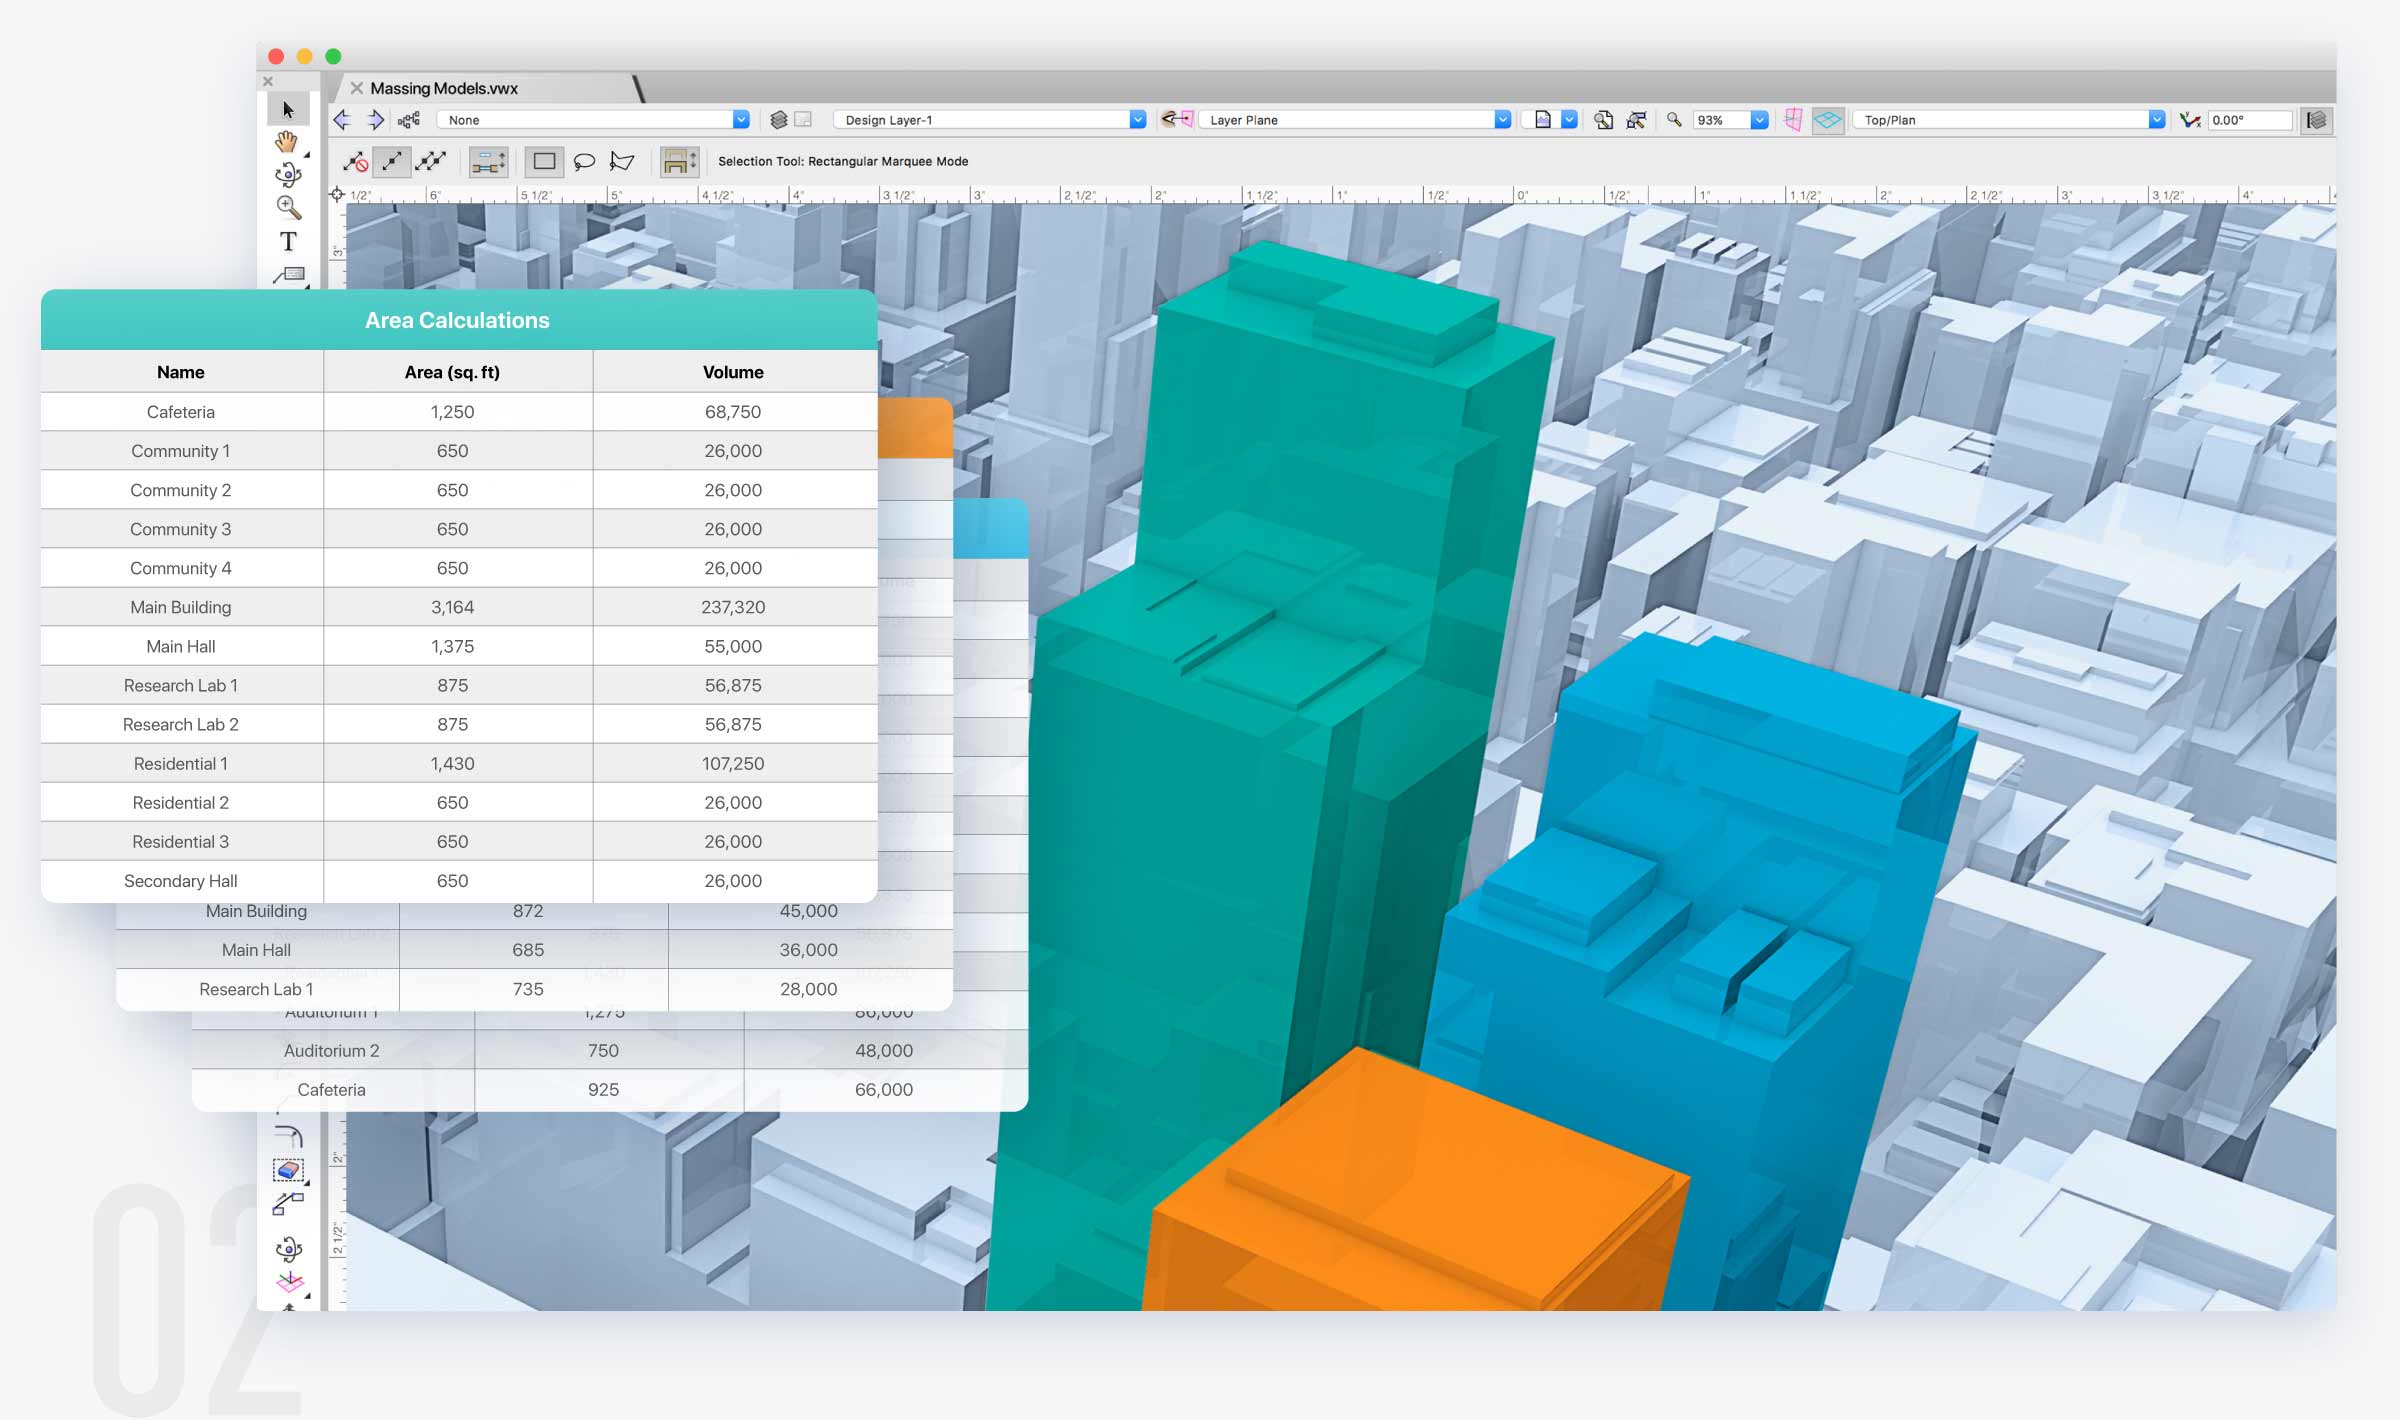 Massing Models.vwx
None
Design Layer-1
Layer Plane
93%
Top/Plan
0.00°
Selection Tool: Rectangular Marquee Mode
1/2" 6" 5 1/2" 5" 4 1/2" 4" 3 1/2" 3" 2 1/2" 2" 1 1/2" 1" 1/2" 0" 1/2" 1" 1 1/2" 2" 2 1/2" 3" 3 1/2" 4"
T
3"
Area Calculations
Name Area (sq. ft) Volume
Cafeteria 1,250 68,750
Community 1 650 26,000
Community 2 650 26,000
Community 3 650 26,000
Community 4 650 26,000
Main Building 3,164 237,320
Main Hall 1,375 55,000
Research Lab 1 875 56,875
Research Lab 2 875 56,875
Residential 1 1,430 107,250
Residential 2 650 26,000
Residential 3 650 26,000
Secondary Hall 650 26,000
Main Building 872 45,000
Main Hall 685 36,000
Research Lab 1 735 28,000
Auditorium 1 1,275 86,000
Auditorium 2 750 48,000
Cafeteria 925 66,000
2"
2 1/2"
02